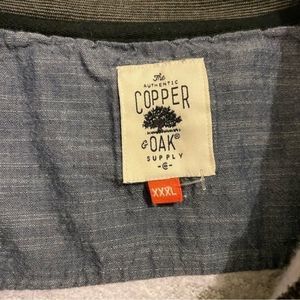 The
AUTHENTIC
COPPER
& OAK®
SUPPLY
XXXL